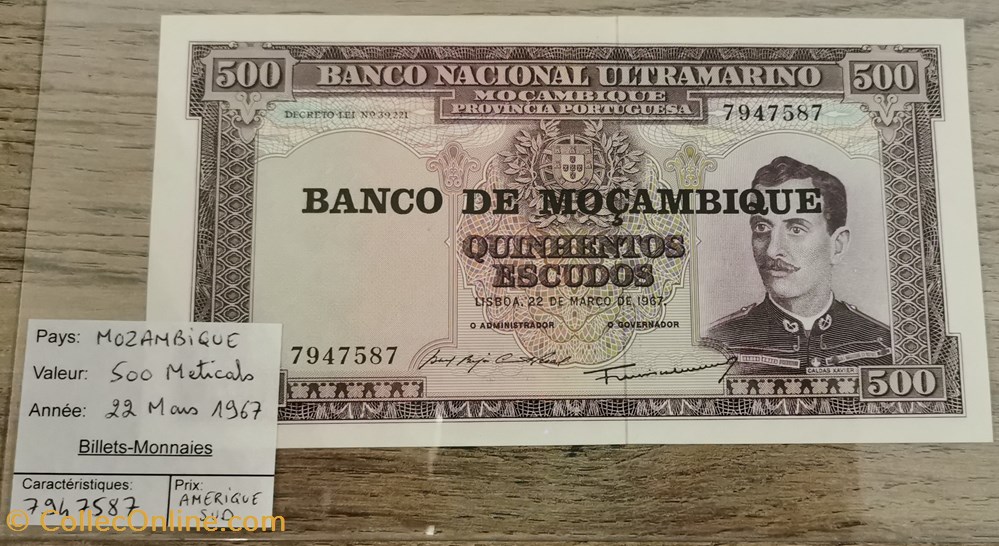 500 BANCO NACIONAL ULTRAMARINO 500
MOÇAMBIQUE
PROVÍNCIA PORTUGUESA
DECRETO-LEI Nº 39.221
7947587
BANCO DE MOÇAMBIQUE
QUINHENTOS
ESCUDOS
LISBOA, 22 DE MARÇO DE 1967
O ADMINISTRADOR O GOVERNADOR
7947587
CALDAS XAVIER
500
Pays: MOZAMBIQUE
Valeur: 500 Meticals
Année: 22 Mars 1967
Billets-Monnaies
Caractéristiques:
7947587
Prix:
AMERIQUE
SUD
© CollecOnline.com